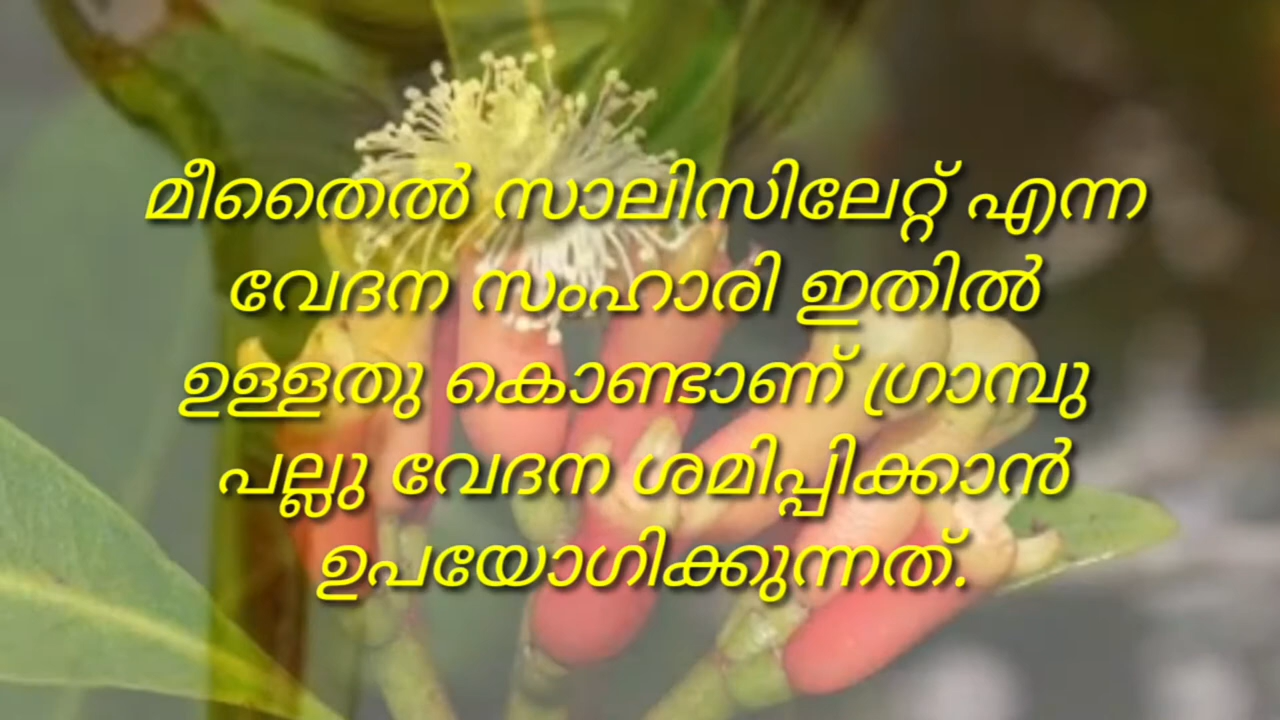 മീതൈൽ സാലിസിലേറ്റ് എന്ന
വേദന സംഹാരി ഇതിൽ
ഉള്ളതു കൊണ്ടാണ് ഗ്രാമ്പു
പല്ലു വേദന ശമിപ്പിക്കാൻ
ഉപയോഗിക്കുന്നത്.